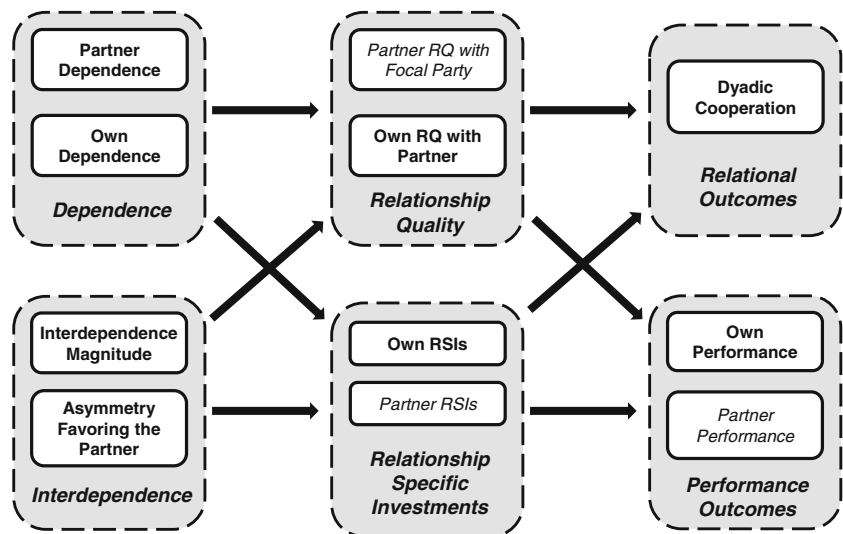 Partner
Dependence
Own
Dependence
Dependence
Partner RQ with
Focal Party
Own RQ with
Partner
Relationship
Quality
Dyadic
Cooperation
Relational
Outcomes
Interdependence
Magnitude
Asymmetry
Favoring the
Partner
Interdependence
Own RSIs
Partner RSIs
Relationship
Specific
Investments
Own
Performance
Partner
Performance
Performance
Outcomes